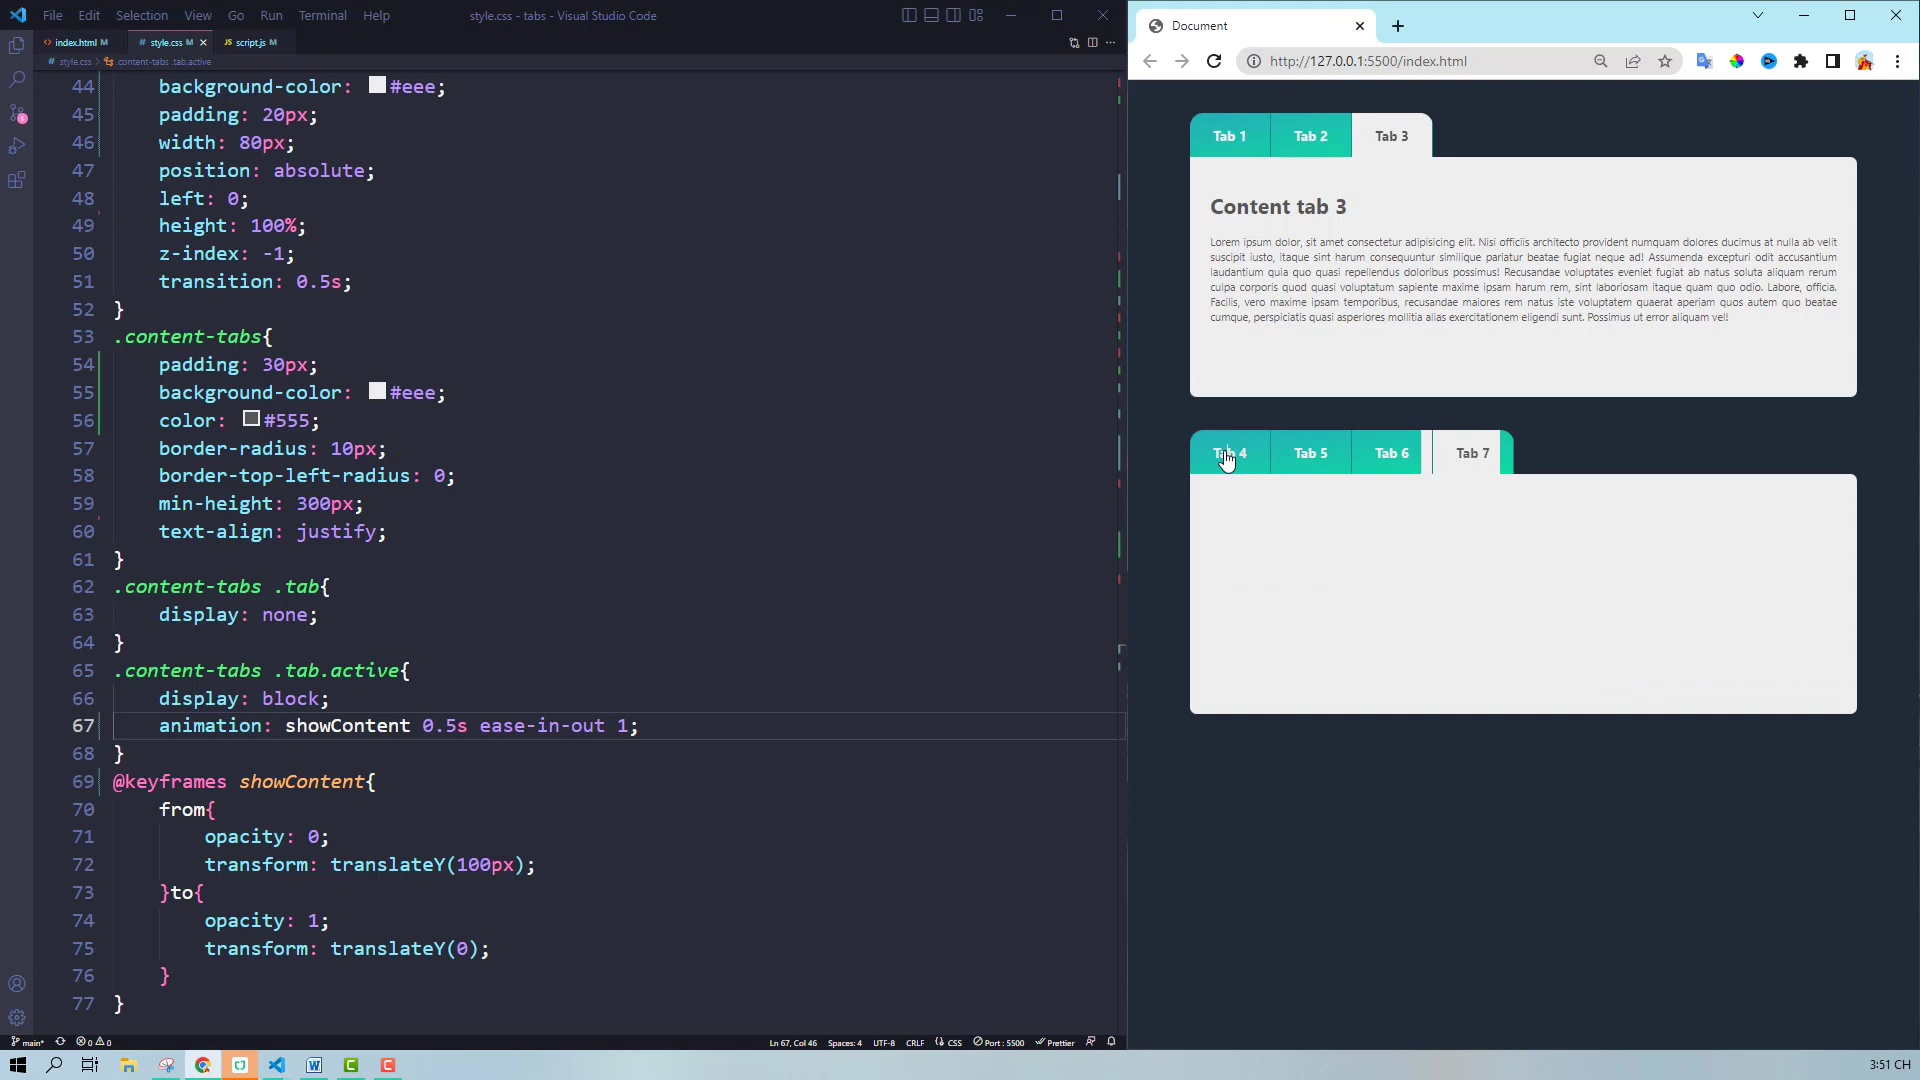 File Edit Selection View Go Run Terminal Help
style.css - tabs - Visual Studio Code
index.html M
style.css M
JS script.js M
# style.css > .content-tabs .tab.active
44 background-color: #eee;
45 padding: 20px;
46 width: 80px;
47 position: absolute;
48 left: 0;
49 height: 100%;
50 z-index: -1;
51 transition: 0.5s;
52 }
53 .content-tabs{
54 padding: 30px;
55 background-color: #eee;
56 color: #555;
57 border-radius: 10px;
58 border-top-left-radius: 0;
59 min-height: 300px;
60 text-align: justify;
61 }
62 .content-tabs .tab{
63 display: none;
64 }
65 .content-tabs .tab.active{
66 display: block;
67 animation: showContent 0.5s ease-in-out 1;
68 }
69 @keyframes showContent{
70 from{
71 opacity: 0;
72 transform: translateY(100px);
73 }to{
74 opacity: 1;
75 transform: translateY(0);
76 }
77 }
main* 0 0
Ln 67, Col 46 Spaces: 4 UTF-8 CRLF {} CSS Port : 5500 Prettier
Document
http://127.0.0.1:5500/index.html
Tab 1 Tab 2 Tab 3
Content tab 3
Lorem ipsum dolor, sit amet consectetur adipisicing elit. Nisi officiis architecto provident numquam dolores ducimus at nulla ab velit
suscipit iusto, itaque sint harum consequuntur similique pariatur beatae fugiat neque ad! Assumenda excepturi odit accusantium
laudantium quia quo quasi repellendus doloribus possimus! Recusandae voluptates eveniet fugiat ab natus soluta aliquam rerum
culpa corporis quod quasi voluptatum sapiente maxime ipsam harum rem, sint laboriosam itaque quam quo odio. Labore, officia.
Facilis, vero maxime ipsam temporibus, recusandae maiores rem natus iste voluptatem quaerat aperiam quos autem quo beatae
cumque, perspiciatis quasi asperiores mollitia alias exercitationem eligendi sunt. Possimus ut error aliquam vel!
Tab 4 Tab 5 Tab 6 Tab 7
3:51 CH